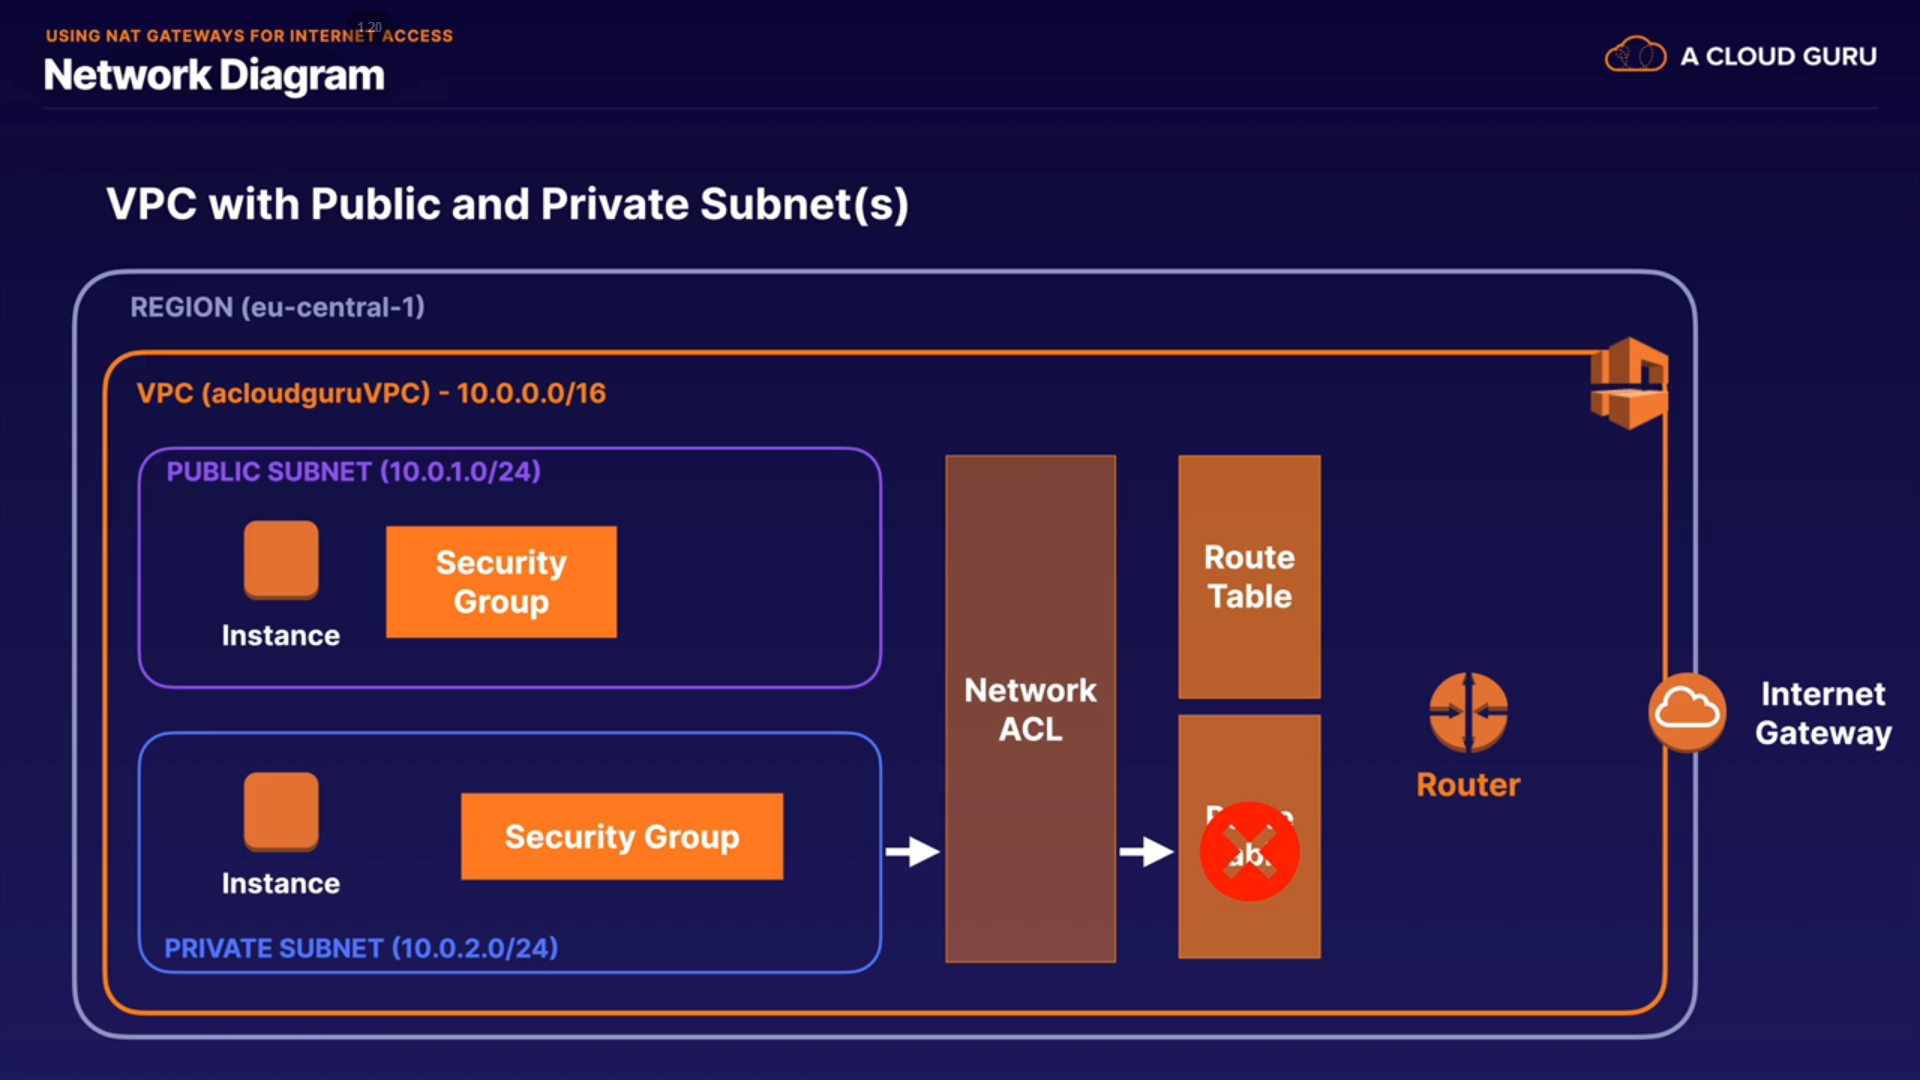 USING NAT GATEWAYS FOR INTERNET ACCESS
1.20
Network Diagram
A CLOUD GURU
VPC with Public and Private Subnet(s)
REGION (eu-central-1)
VPC (acloudguruVPC) - 10.0.0.0/16
PUBLIC SUBNET (10.0.1.0/24)
Security
Group
Instance
Route
Table
Network
ACL
Internet
Gateway
Router
Security Group
Instance
PRIVATE SUBNET (10.0.2.0/24)